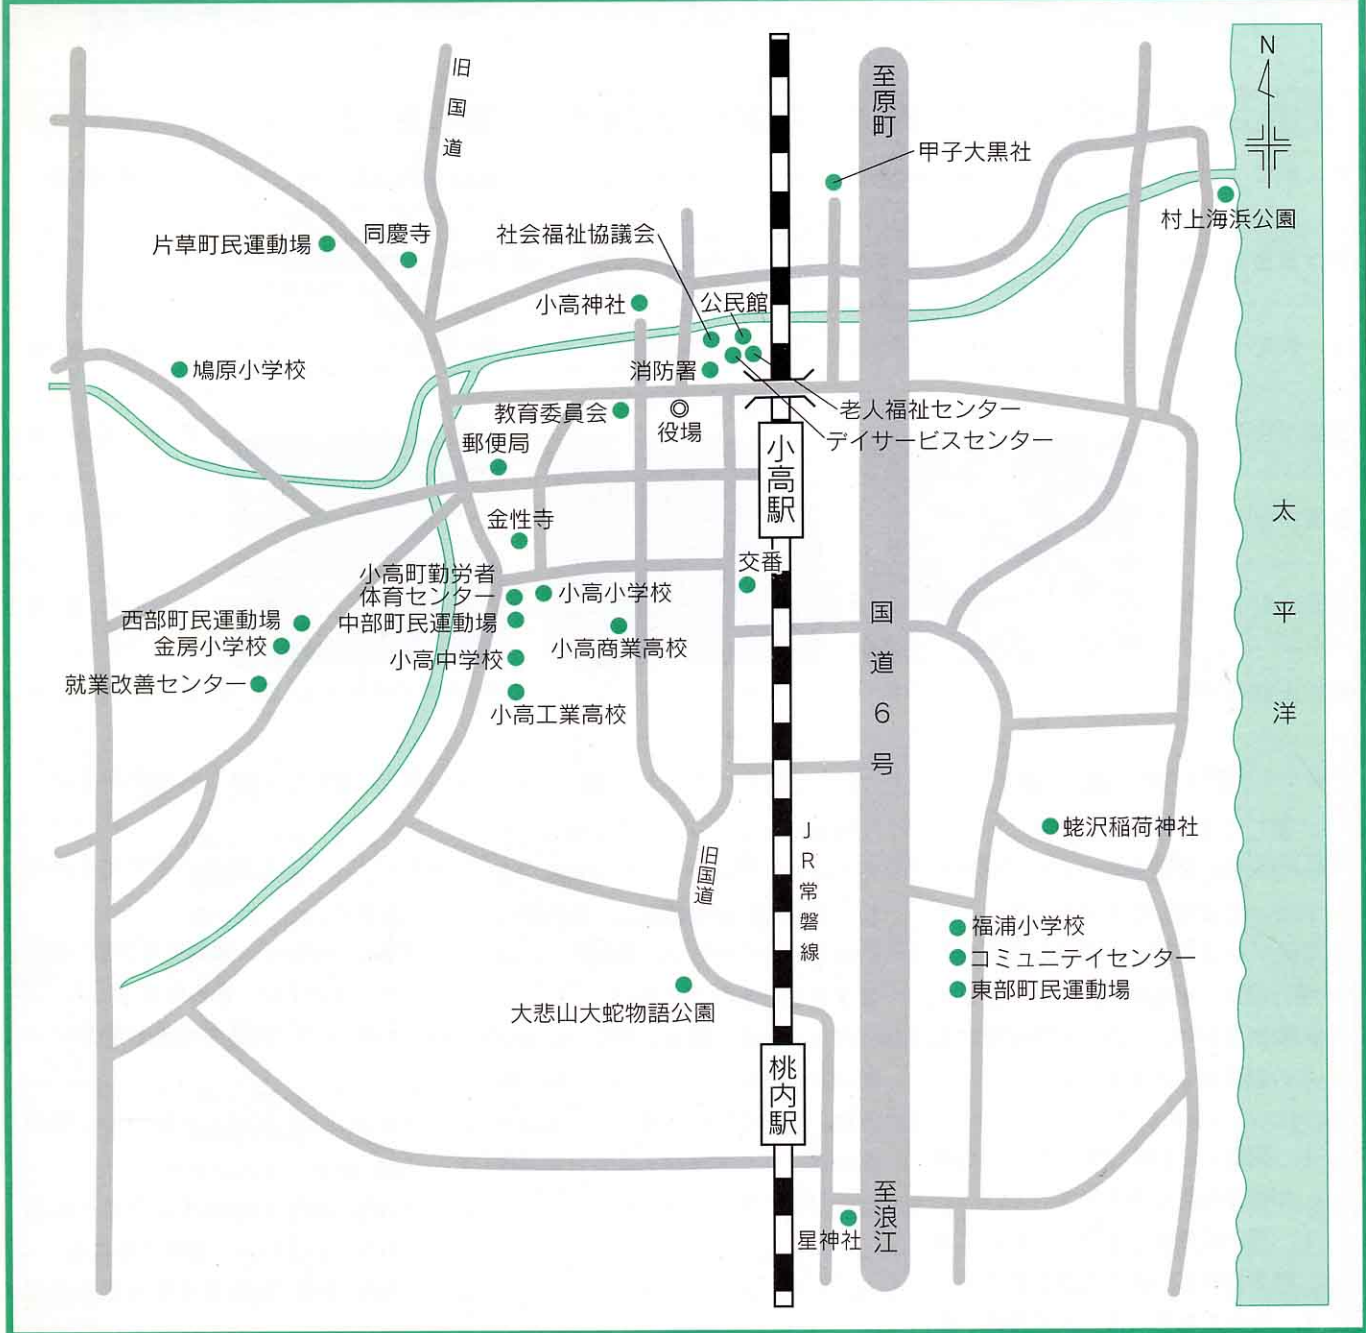 N
旧国道
至原町
甲子大黒社
村上海浜公園
片草町民運動場
同慶寺
社会福祉協議会
小高神社
公民館
鳩原小学校
消防署
教育委員会
役場
老人福祉センター
デイサービスセンター
郵便局
小高駅
金性寺
太平洋
交番
小高町勤労者
体育センター
小高小学校
西部町民運動場
中部町民運動場
国道6号
金房小学校
小高商業高校
小高中学校
就業改善センター
小高工業高校
JR常磐線
蛯沢稲荷神社
旧国道
福浦小学校
コミュニテイセンター
東部町民運動場
大悲山大蛇物語公園
桃内駅
至浪江
星神社